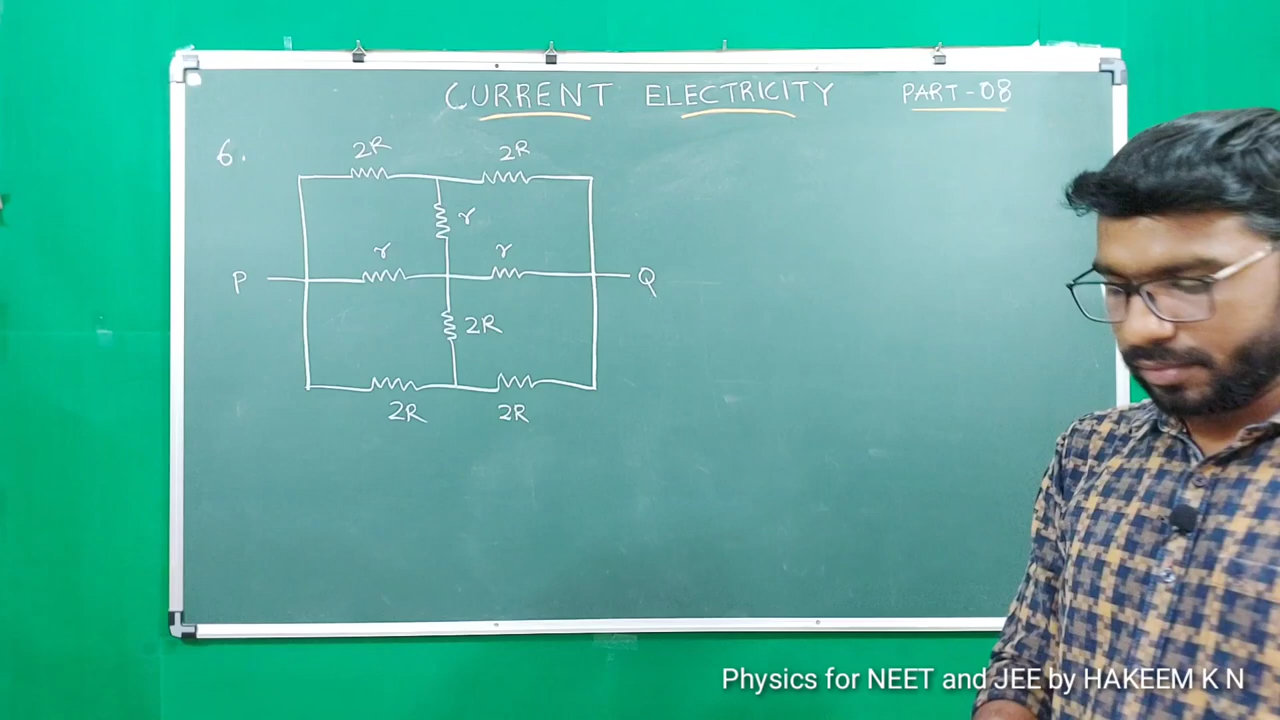 CURRENT ELECTRICITY PART-08
6.
2R 2R
r
r r
P Q
2R
2R 2R
Physics for NEET and JEE by HAKEEM K N